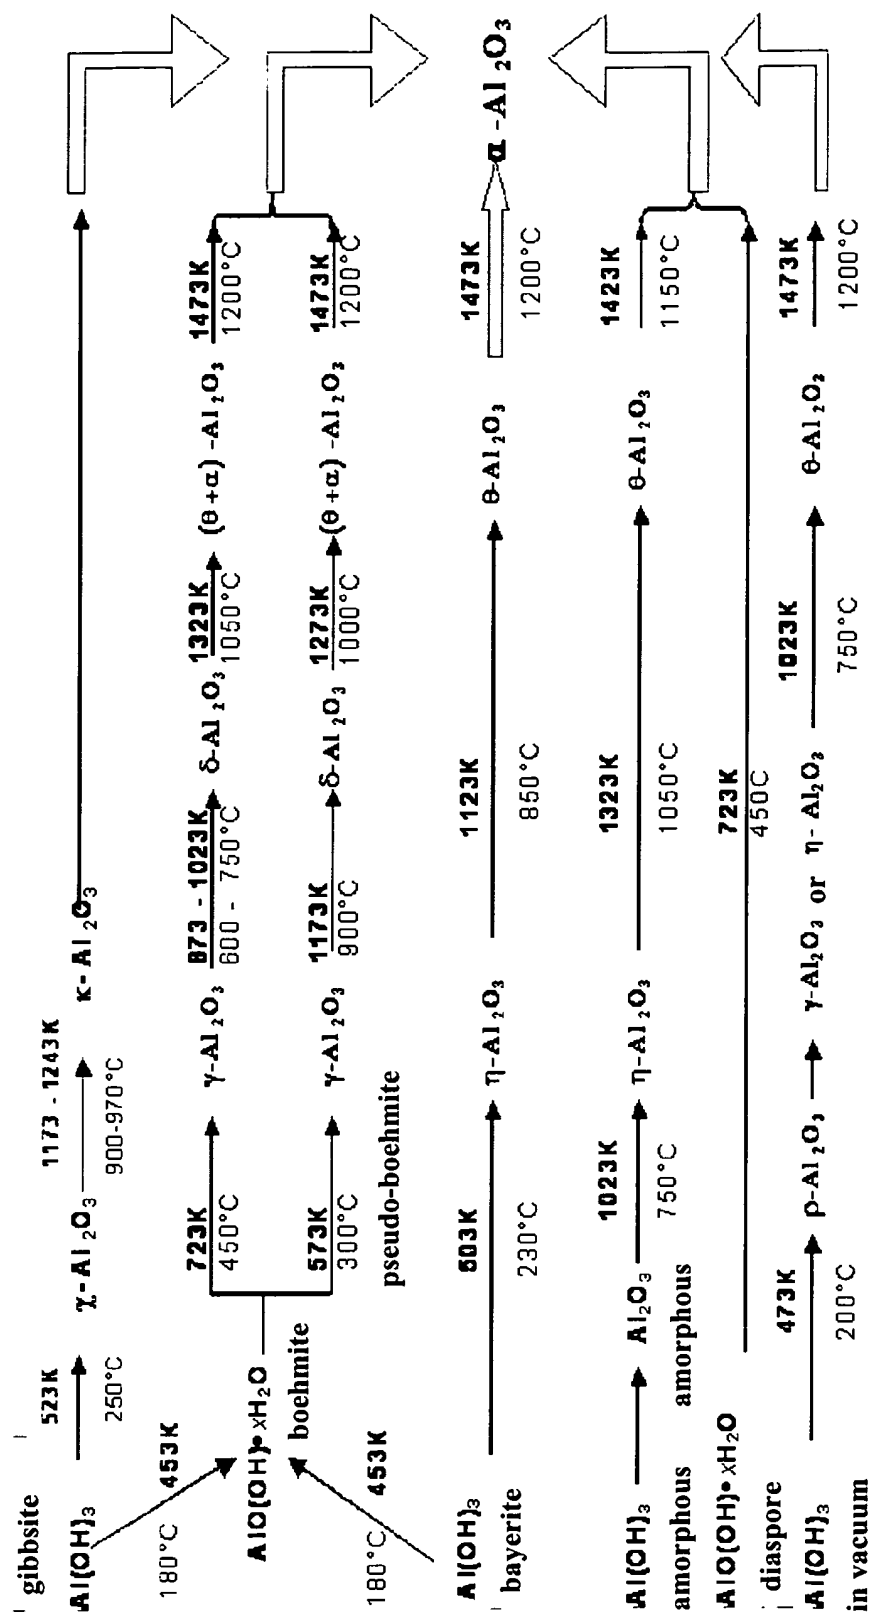 gibbsite
Al(OH)3
523K
250°C
χ-Al2O3
1173 - 1243K
900-970°C
κ-Al2O3
180°C
453K
AlO(OH)•xH2O
boehmite
723K
450°C
γ-Al2O3
873 - 1023K
600 - 750°C
δ-Al2O3
1323K
1050°C
(θ+α) -Al2O3
1473K
1200°C
573K
300°C
pseudo-boehmite
γ-Al2O3
1173K
900°C
δ-Al2O3
1273K
1000°C
(θ+α) -Al2O3
1473K
1200°C
180°C
453K
Al(OH)3
bayerite
503K
230°C
η-Al2O3
1123K
850°C
θ-Al2O3
1473K
1200°C
α -Al2O3
Al(OH)3
amorphous
Al2O3
amorphous
1023K
750°C
η-Al2O3
1323K
1050°C
θ-Al2O3
1423K
1150°C
AlO(OH)•xH2O
diaspore
723K
450C
Al(OH)3
in vacuum
473K
200°C
ρ-Al2O3
γ-Al2O3 or η- Al2O3
1023K
750°C
θ-Al2O3
1473K
1200°C